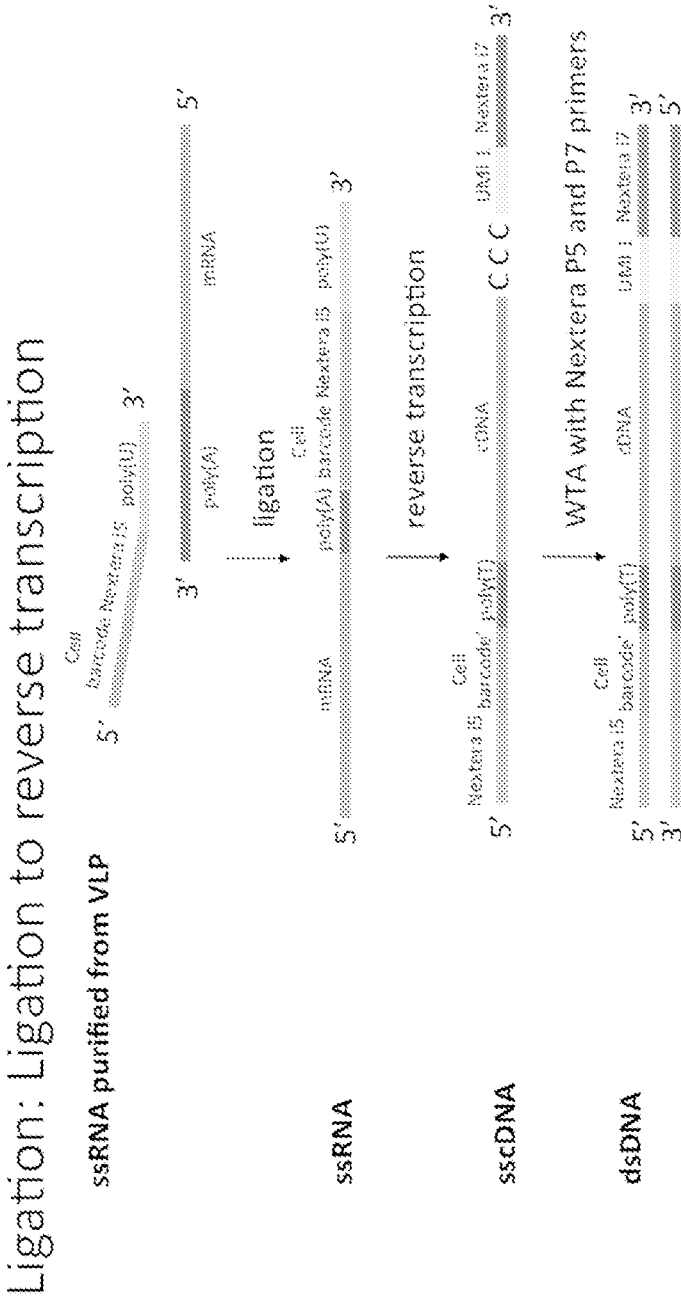 Ligation: Ligation to reverse transcription
ssRNA purified from VLP
Cell
barcode Nextera i5 poly(U)
5′ 3′
3′ 5′
poly(A) mRNA
ligation
ssRNA
Cell
mRNA poly(A) barcode Nextera i5 poly(U)
5′ 3′
reverse transcription
sscDNA
Cell
Nextera i5 barcode′ poly(T) cDNA UMI 1 Nextera i7
5′ C C C 3′
WTA with Nextera P5 and P7 primers
dsDNA
Cell
Nextera i5 barcode′ poly(T) cDNA UMI 1 Nextera i7
5′ 3′
3′ 5′